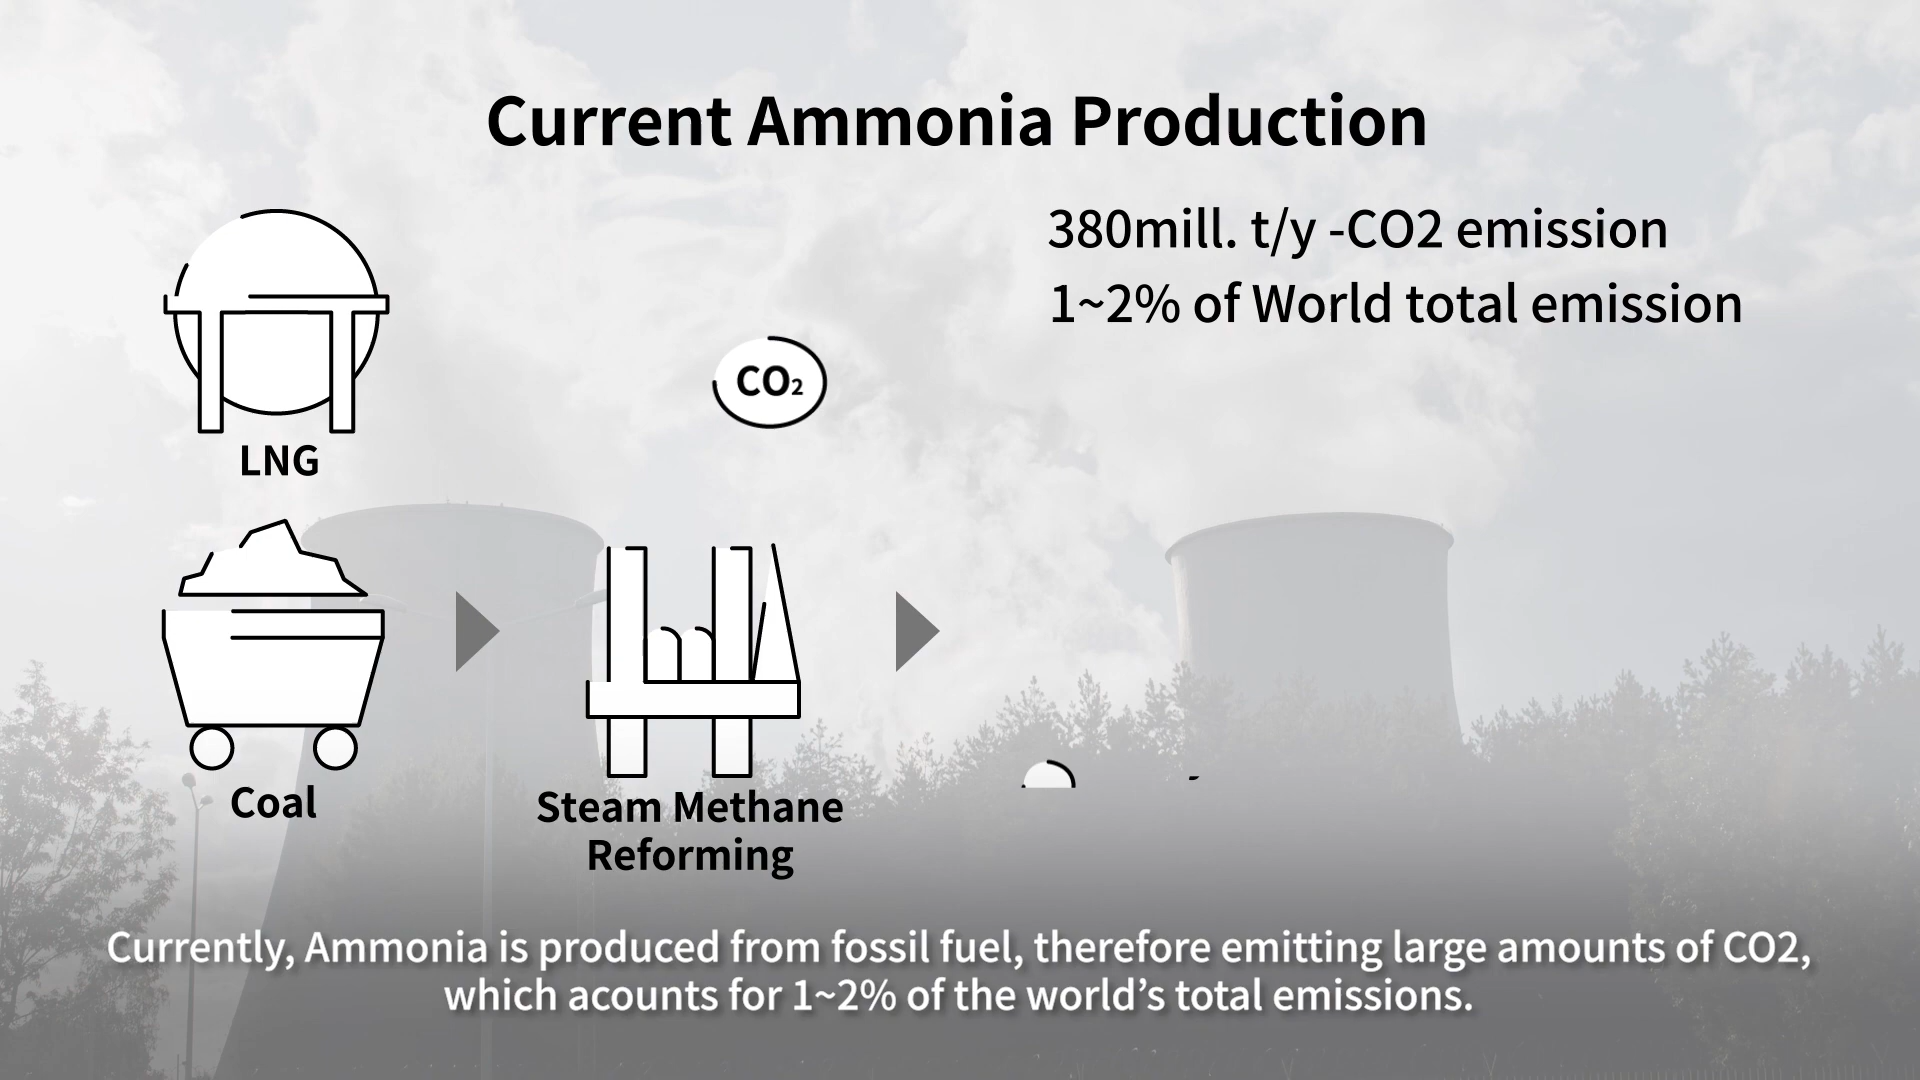 Current Ammonia Production
380mill. t/y -CO2 emission
1~2% of World total emission
CO₂
LNG
Coal
Steam Methane
Reforming
Currently, Ammonia is produced from fossil fuel, therefore emitting large amounts of CO2,
which acounts for 1~2% of the world’s total emissions.